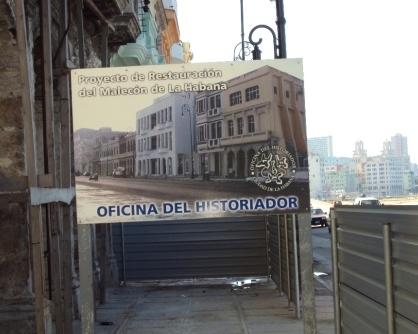 Proyecto de Restauración
del Malecón de La Habana
OFICINA DEL HISTORIADOR